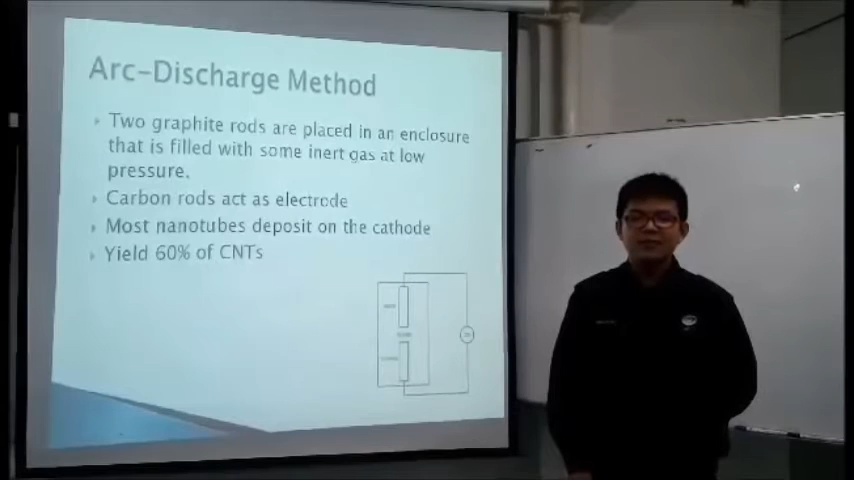 Arc-Discharge Method
Two graphite rods are placed in an enclosure
that is filled with some inert gas at low
pressure.
Carbon rods act as electrode
Most nanotubes deposit on the cathode
Yield 60% of CNTs